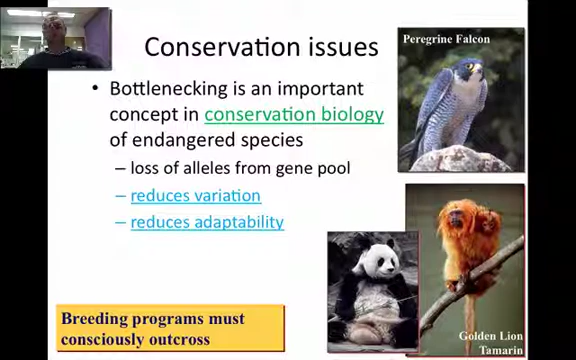 Conservation issues
Peregrine Falcon
• Bottlenecking is an important
concept in conservation biology
of endangered species
– loss of alleles from gene pool
– reduces variation
– reduces adaptability
Breeding programs must
consciously outcross
Golden Lion
Tamarin